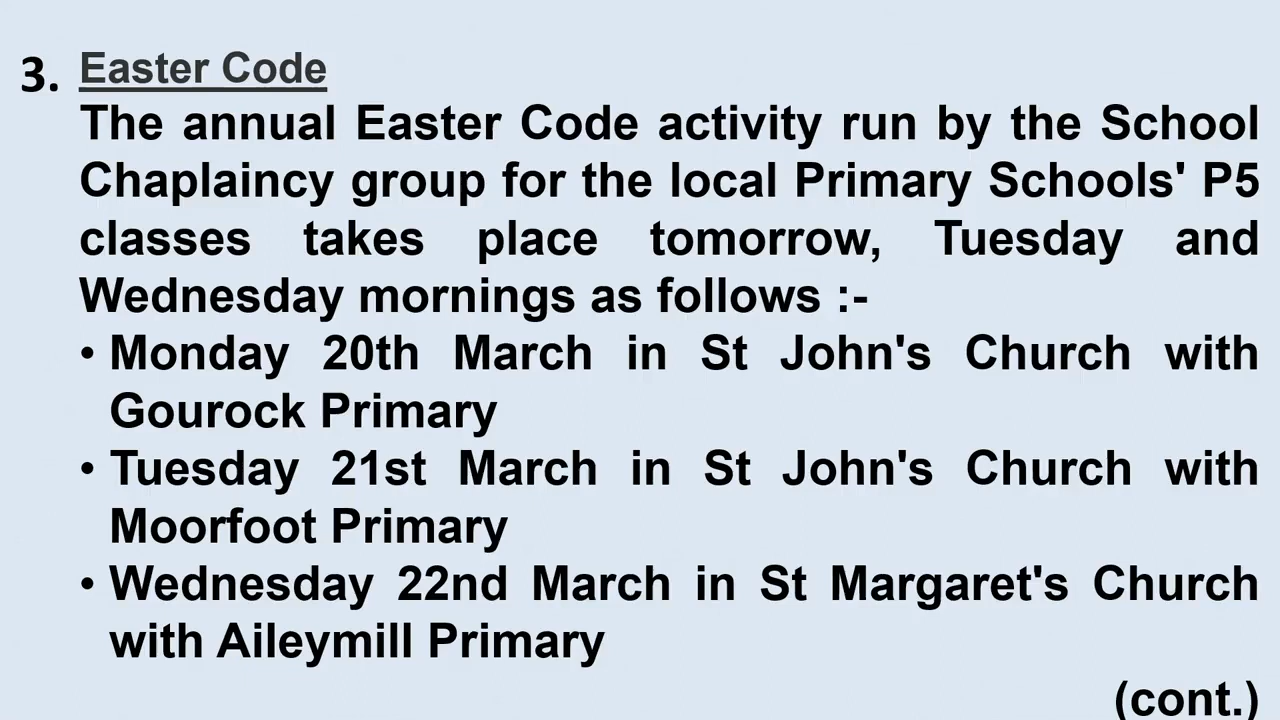 3. Easter Code
The annual Easter Code activity run by the School
Chaplaincy group for the local Primary Schools' P5
classes takes place tomorrow, Tuesday and
Wednesday mornings as follows :-
• Monday 20th March in St John's Church with
Gourock Primary
• Tuesday 21st March in St John's Church with
Moorfoot Primary
• Wednesday 22nd March in St Margaret's Church
with Aileymill Primary
(cont.)